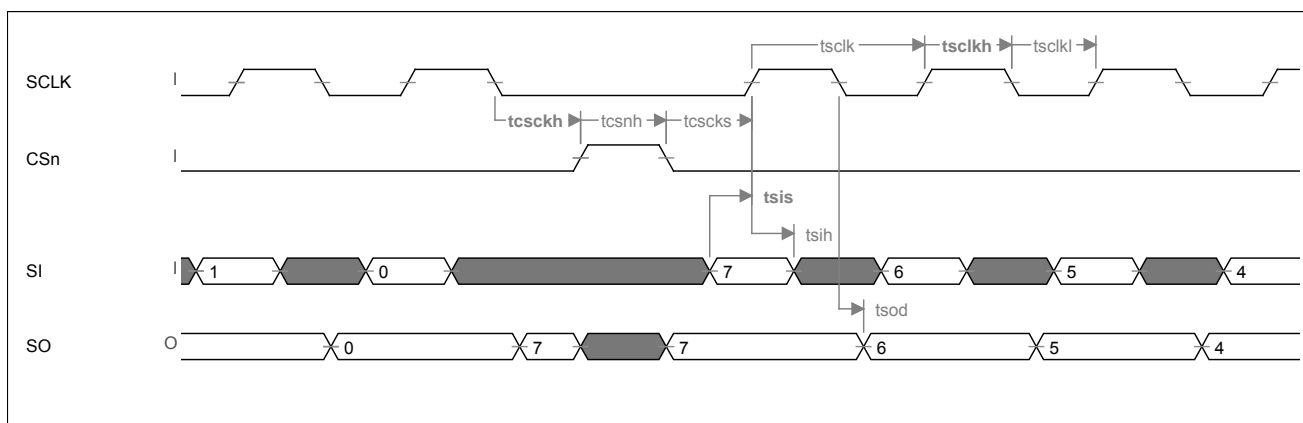 tsclk tsclkh tsclkl
SCLK I
tcsckh tcsnh tcscks
CSn I
tsis
tsih
SI I 1 0 7 6 5 4
tsod
SO O 0 7 7 6 5 4